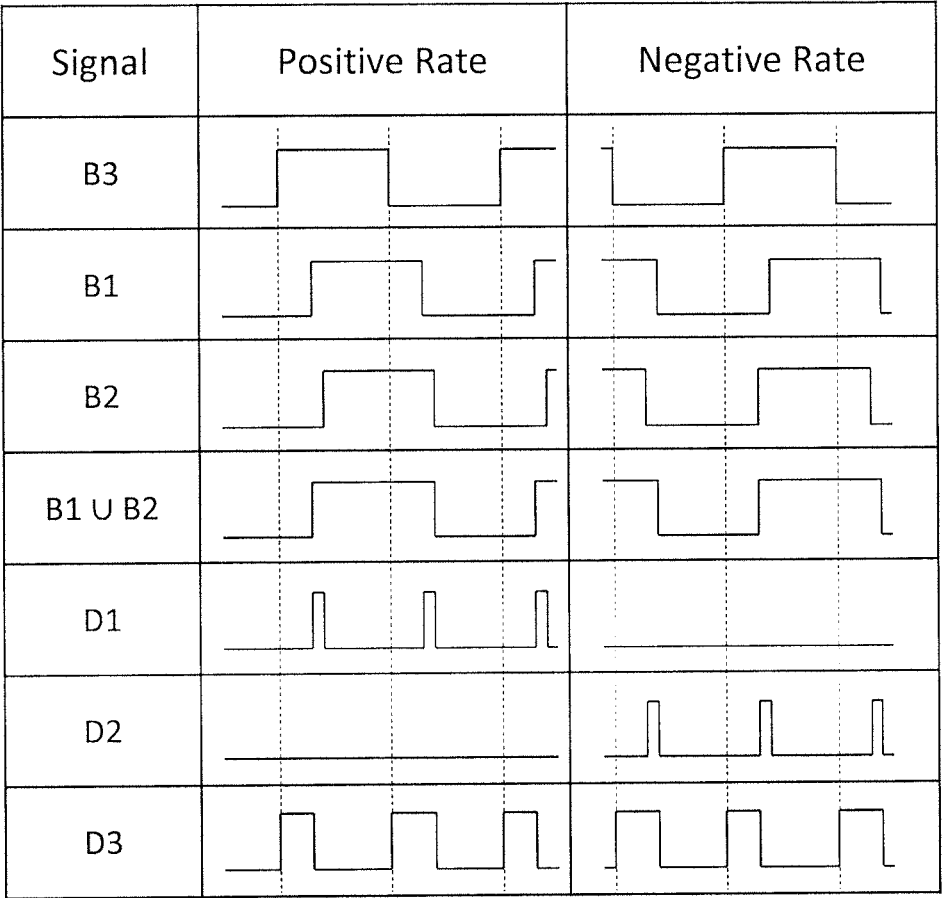 Signal Positive Rate Negative Rate
B3
B1
B2
B1 ∪ B2
D1
D2
D3